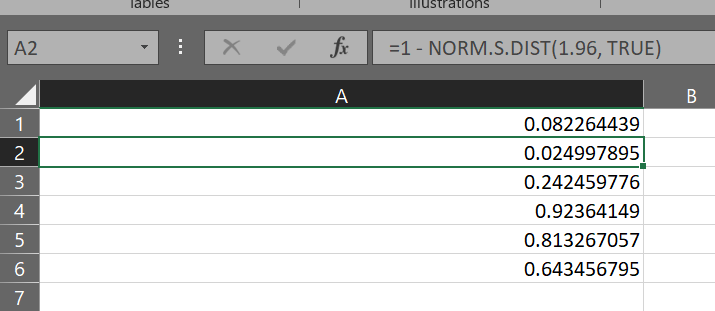 Tables Illustrations
A2 fx =1 - NORM.S.DIST(1.96, TRUE)
A B
1 0.082264439
2 0.024997895
3 0.242459776
4 0.92364149
5 0.813267057
6 0.643456795
7